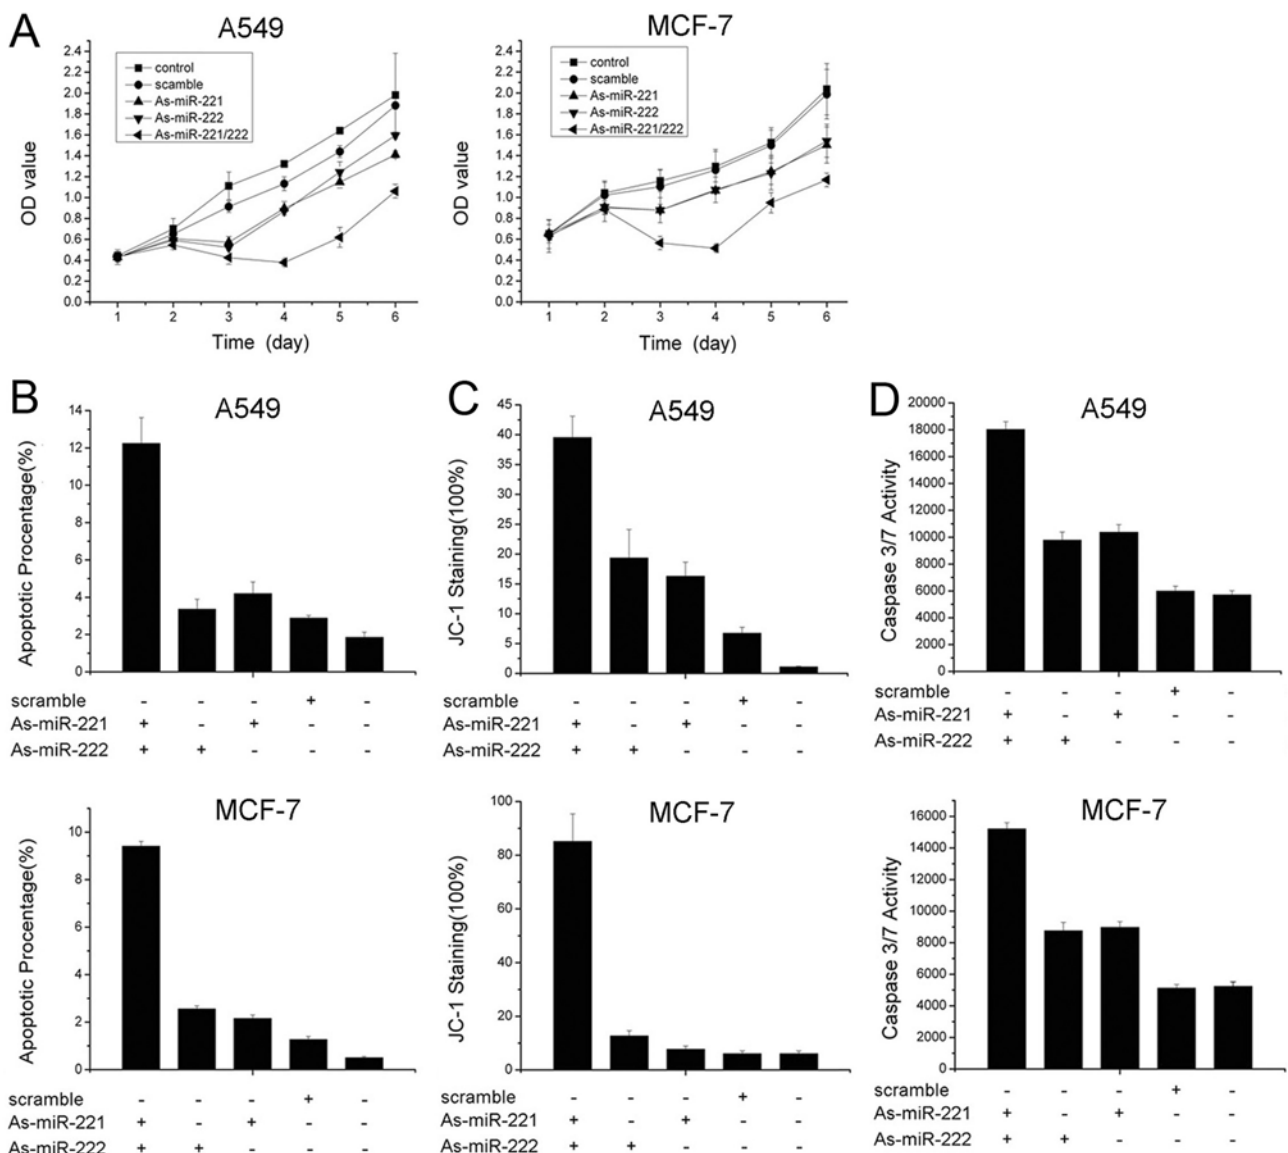 A
A549
MCF-7
2.4
2.2
2.0
1.8
1.6
1.4
1.2
1.0
0.8
0.6
0.4
0.2
0.0
OD value
control
scamble
As-miR-221
As-miR-222
As-miR-221/222
1 2 3 4 5 6
Time (day)
2.4
2.2
2.0
1.8
1.6
1.4
1.2
1.0
0.8
0.6
0.4
0.2
0.0
OD value
control
scamble
As-miR-221
As-miR-222
As-miR-221/222
1 2 3 4 5 6
Time (day)
B
A549
14
12
10
8
6
4
2
0
Apoptotic Procentage(%)
scramble - - - + -
As-miR-221 + - + - -
As-miR-222 + + - - -
C
A549
45
40
35
30
25
20
15
10
5
0
JC-1 Staining(100%)
scramble - - - + -
As-miR-221 + - + - -
As-miR-222 + + - - -
D
A549
20000
18000
16000
14000
12000
10000
8000
6000
4000
2000
0
Caspase 3/7 Activity
scramble - - - + -
As-miR-221 + - + - -
As-miR-222 + + - - -
MCF-7
10
8
6
4
2
0
Apoptotic Procentage(%)
scramble - - - + -
As-miR-221 + - + - -
As-miR-222 + + - - -
MCF-7
100
80
60
40
20
0
JC-1 Staining(100%)
scramble - - - + -
As-miR-221 + - + - -
As-miR-222 + + - - -
MCF-7
16000
14000
12000
10000
8000
6000
4000
2000
0
Caspase 3/7 Activity
scramble - - - + -
As-miR-221 + - + - -
As-miR-222 + + - - -